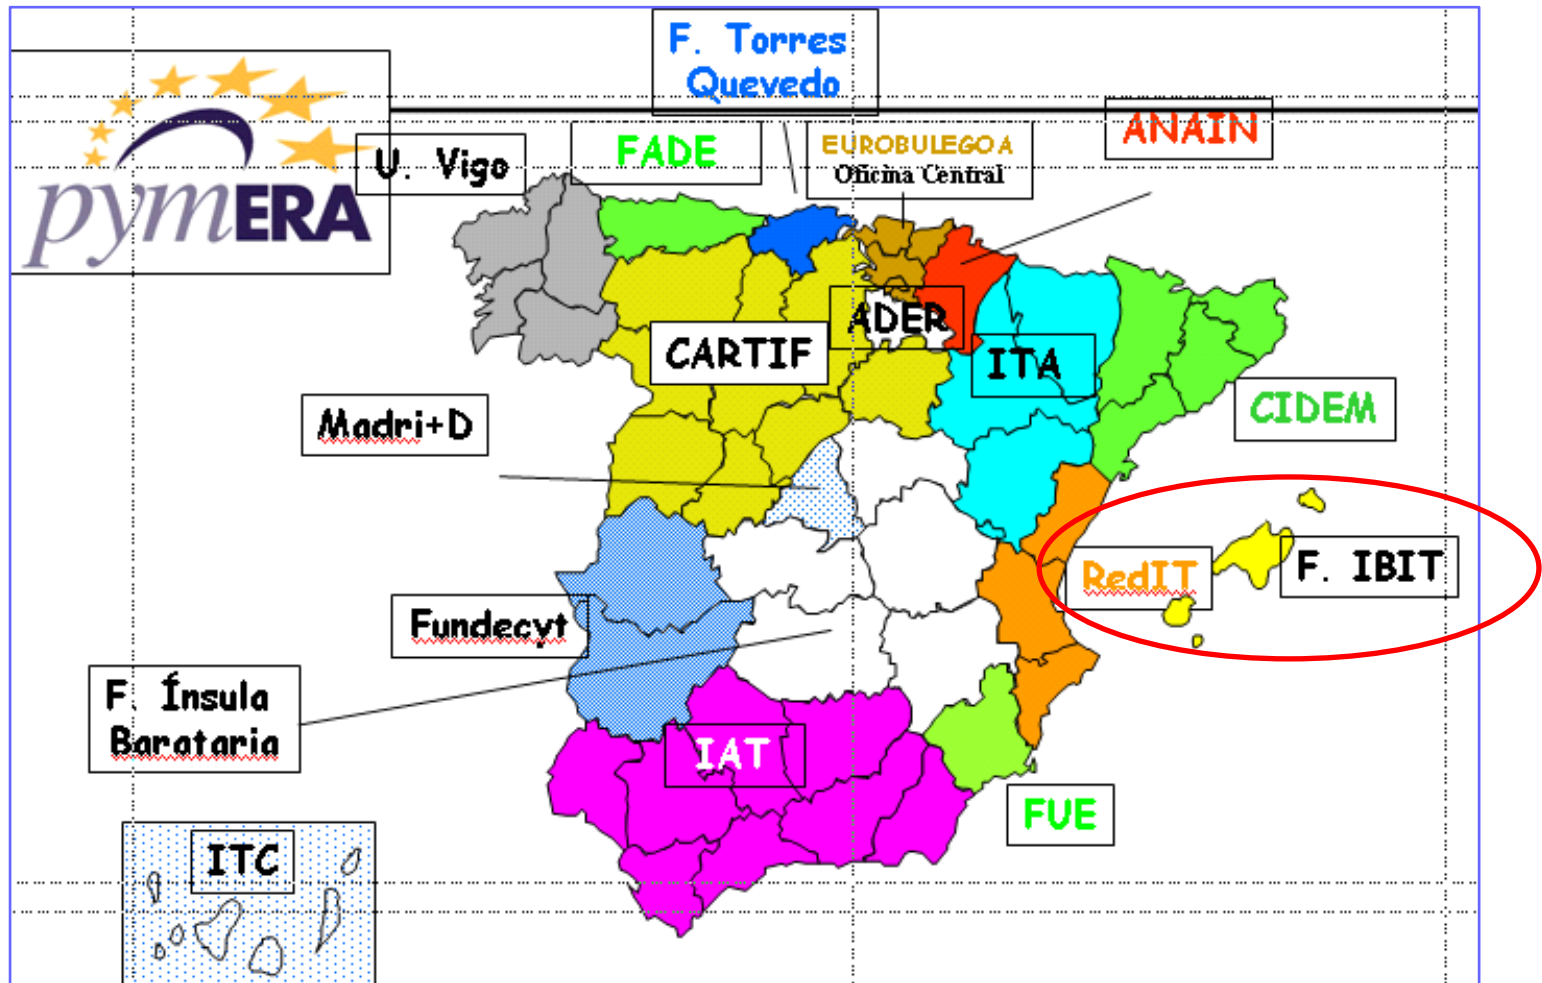 F. Torres
Quevedo
pymERA
U. Vigo
FADE
EUROBULEGOA
Oficina Central
ANAIN
ADER
CARTIF
ITA
CIDEM
Madri+D
RedIT
F. IBIT
Fundecyt
F. Ínsula
Barataria
IAT
FUE
ITC